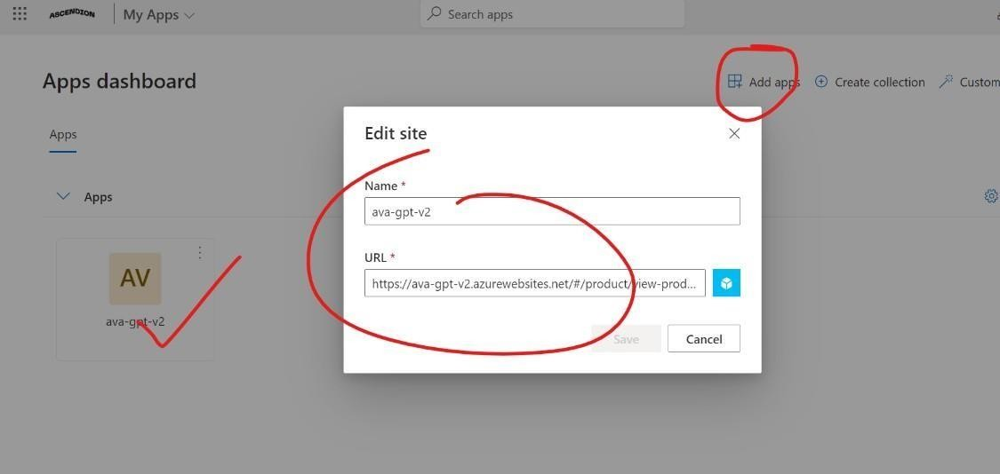 ASCENDION My Apps Search apps
Apps dashboard
Add apps Create collection Custom
Apps
Apps
AV
ava-gpt-v2
Edit site
Name *
ava-gpt-v2
URL *
https://ava-gpt-v2.azurewebsites.net/#/product/view-prod...
Save Cancel